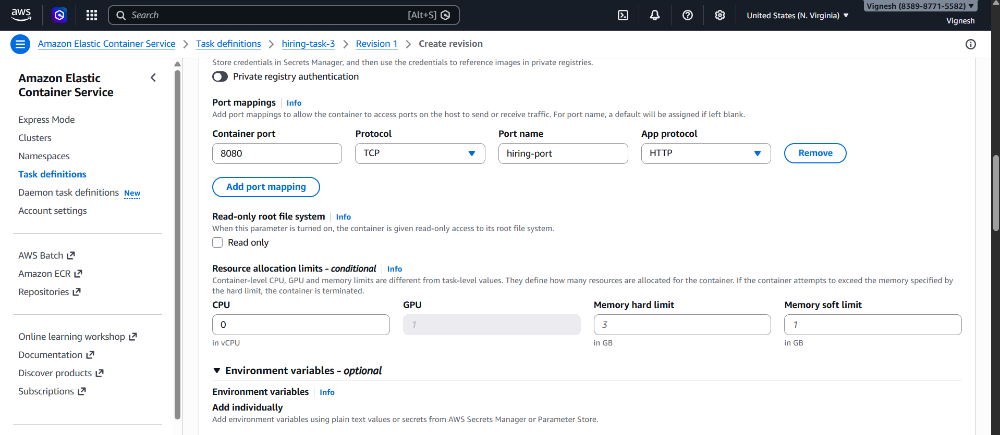 aws
Search
[Alt+S]
United States (N. Virginia)
Vignesh (8389-8771-5582)
Vignesh
Amazon Elastic Container Service
Task definitions
hiring-task-3
Revision 1
Create revision
Amazon Elastic
Container Service
Express Mode
Clusters
Namespaces
Task definitions
Daemon task definitions New
Account settings
AWS Batch
Amazon ECR
Repositories
Online learning workshop
Documentation
Discover products
Subscriptions
Store credentials in Secrets Manager, and then use the credentials to reference images in private registries.
Private registry authentication
Port mappings Info
Add port mappings to allow the container to access ports on the host to send or receive traffic. For port name, a default will be assigned if left blank.
Container port Protocol Port name App protocol
8080 TCP hiring-port HTTP Remove
Add port mapping
Read-only root file system Info
When this parameter is turned on, the container is given read-only access to its root file system.
Read only
Resource allocation limits - conditional Info
Container-level CPU, GPU and memory limits are different from task-level values. They define how many resources are allocated for the container. If the container attempts to exceed the memory specified by
the hard limit, the container is terminated.
CPU GPU Memory hard limit Memory soft limit
0 1 3 1
in vCPU in GB in GB
Environment variables - optional
Environment variables Info
Add individually
Add environment variables using plain text values or secrets from AWS Secrets Manager or Parameter Store.